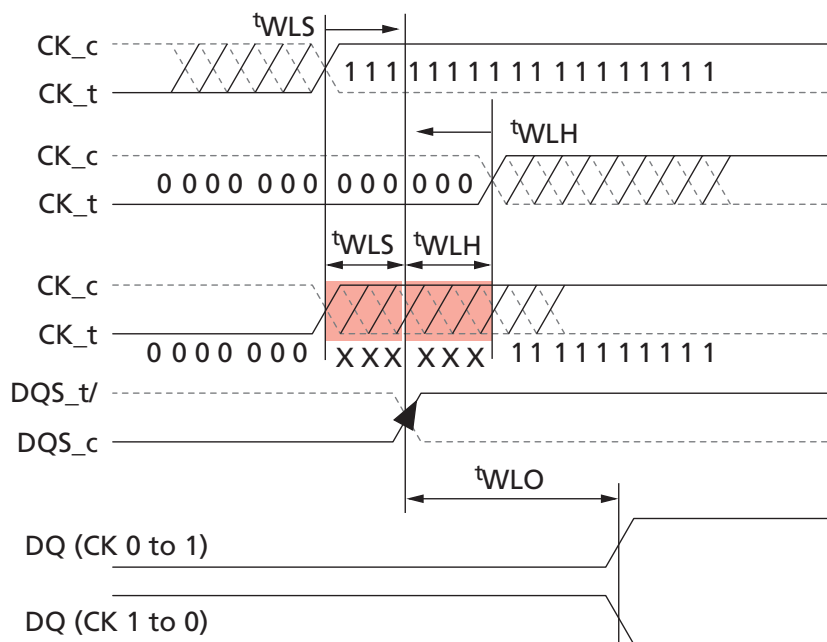 tWLS
CK_c
1 1 1 1 1 1 1 1 1 1 1 1 1 1 1 1 1
CK_t
tWLH
CK_c
0 0 0 0 0 0 0 0 0 0 0 0 0
CK_t
tWLS tWLH
CK_c
CK_t
0 0 0 0 0 0 0 X X X X X X 1 1 1 1 1 1 1 1 1 1
DQS_t/
DQS_c
tWLO
DQ (CK 0 to 1)
DQ (CK 1 to 0)